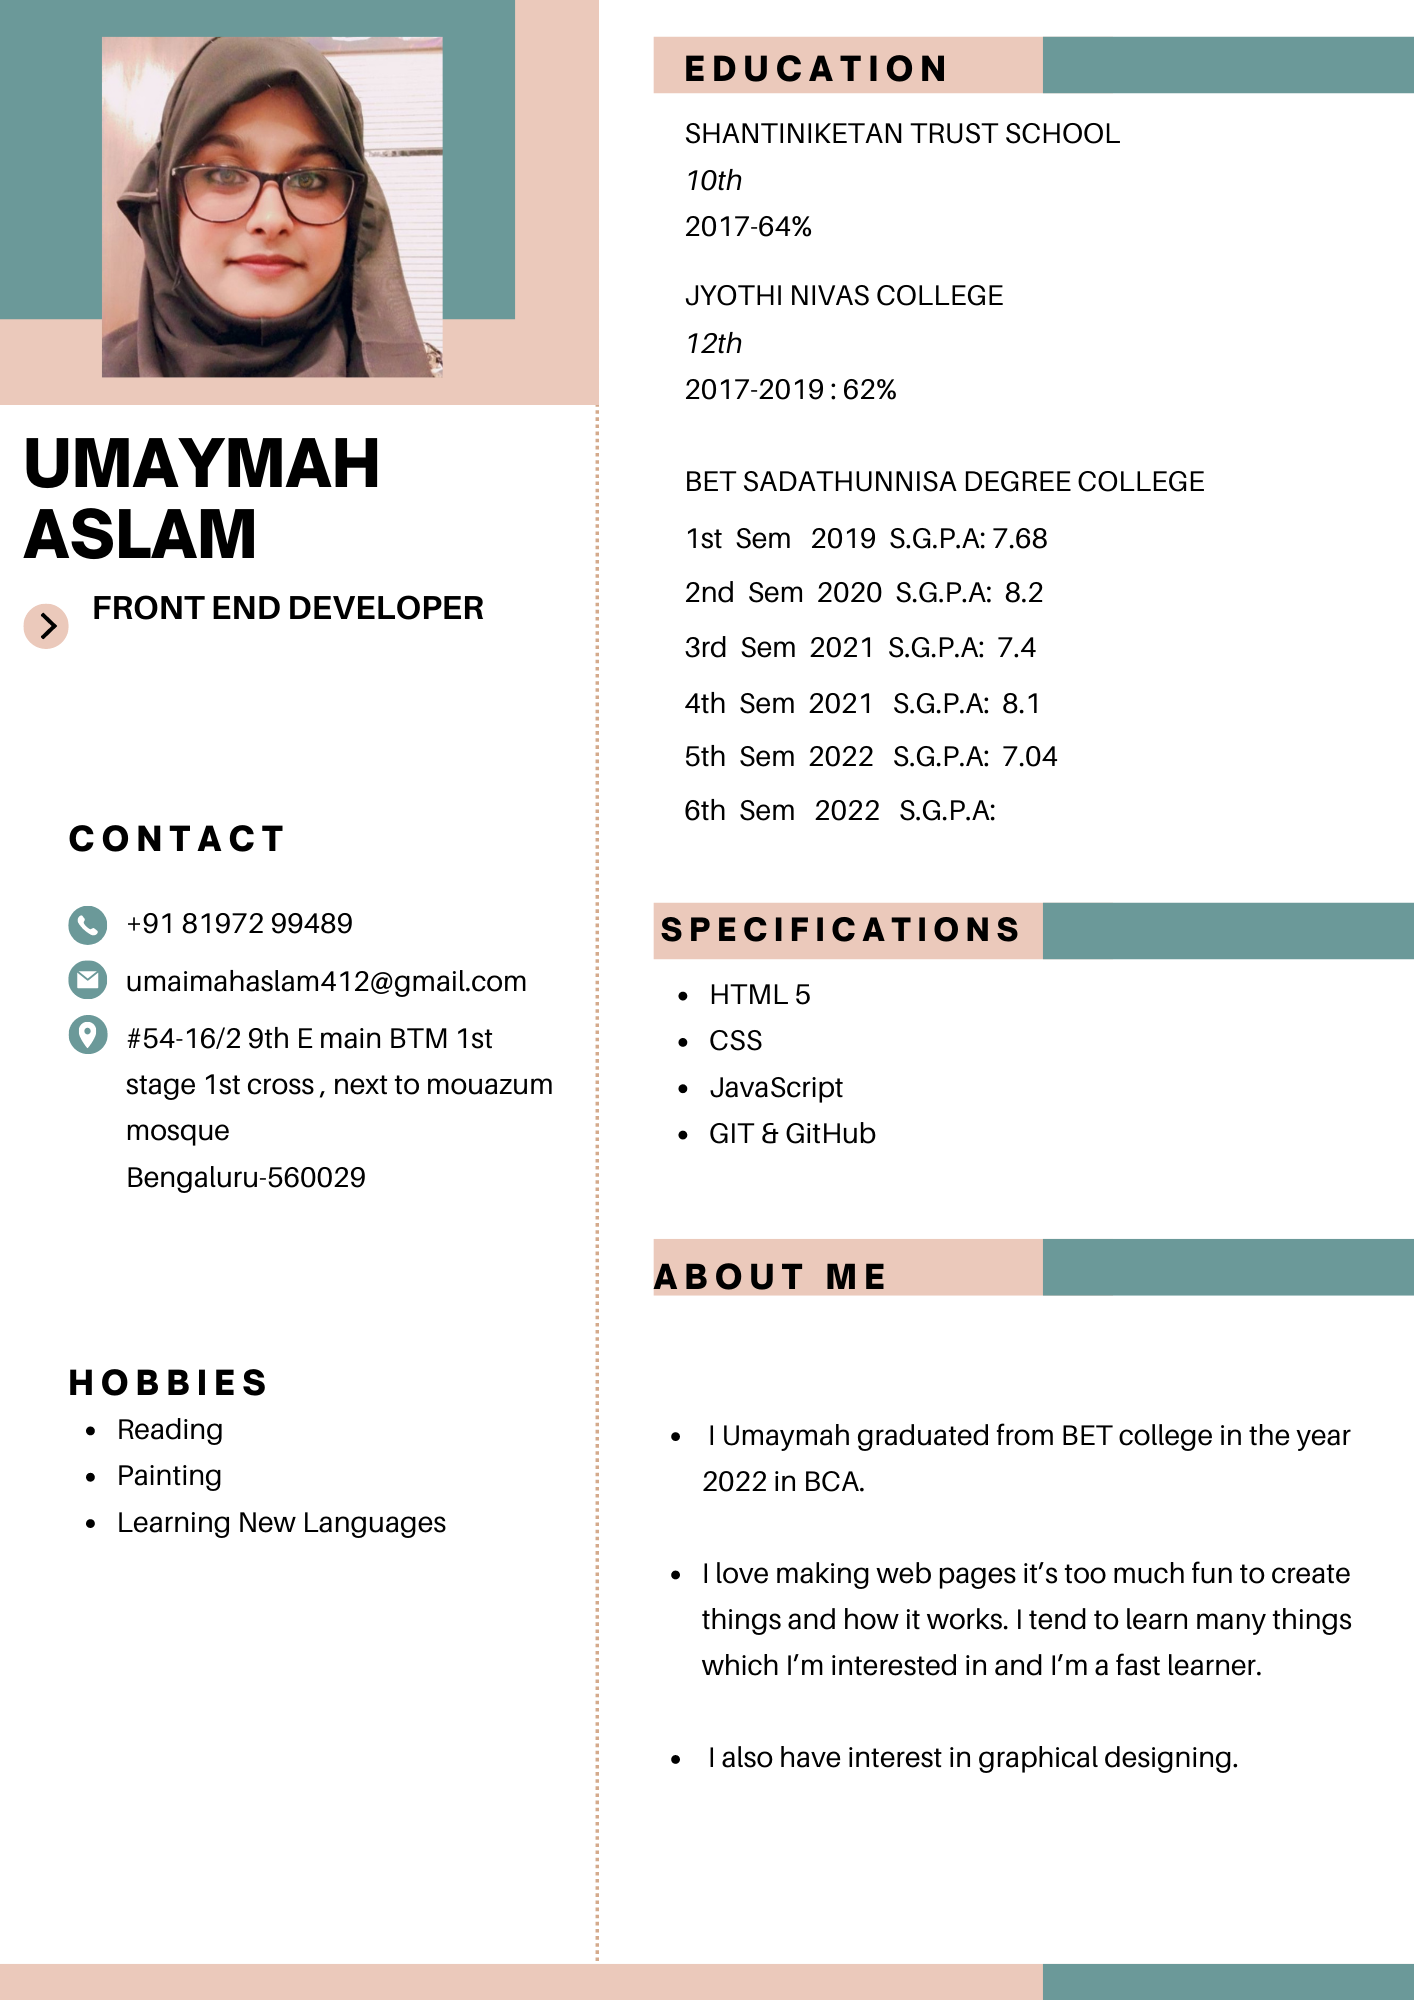 UMAYMAH
ASLAM
FRONT END DEVELOPER
CONTACT
+91 81972 99489
umaimahaslam412@gmail.com
#54-16/2 9th E main BTM 1st
stage 1st cross , next to mouazum
mosque
Bengaluru-560029
HOBBIES
• Reading
• Painting
• Learning New Languages
EDUCATION
SHANTINIKETAN TRUST SCHOOL
10th
2017-64%
JYOTHI NIVAS COLLEGE
12th
2017-2019 : 62%
BET SADATHUNNISA DEGREE COLLEGE
1st Sem 2019 S.G.P.A: 7.68
2nd Sem 2020 S.G.P.A: 8.2
3rd Sem 2021 S.G.P.A: 7.4
4th Sem 2021 S.G.P.A: 8.1
5th Sem 2022 S.G.P.A: 7.04
6th Sem 2022 S.G.P.A:
SPECIFICATIONS
• HTML 5
• CSS
• JavaScript
• GIT & GitHub
ABOUT ME
• I Umaymah graduated from BET college in the year
2022 in BCA.
• I love making web pages it’s too much fun to create
things and how it works. I tend to learn many things
which I’m interested in and I’m a fast learner.
• I also have interest in graphical designing.